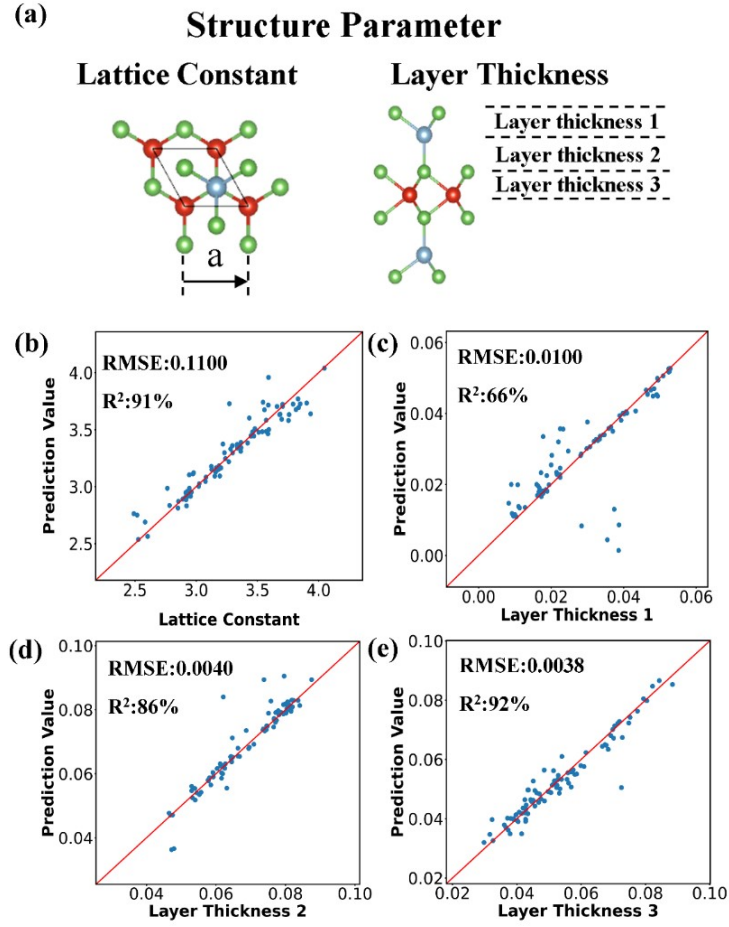 (a)
Structure Parameter
Lattice Constant
Layer Thickness
Layer thickness 1
Layer thickness 2
Layer thickness 3
a
(b)
RMSE:0.1100
R²:91%
Prediction Value
4.0
3.5
3.0
2.5
2.5 3.0 3.5 4.0
Lattice Constant
(c)
RMSE:0.0100
R²:66%
Prediction Value
0.06
0.04
0.02
0.00
0.00 0.02 0.04 0.06
Layer Thickness 1
(d)
RMSE:0.0040
R²:86%
Prediction Value
0.10
0.08
0.06
0.04
0.04 0.06 0.08 0.10
Layer Thickness 2
(e)
RMSE:0.0038
R²:92%
Prediction Value
0.10
0.08
0.06
0.04
0.02
0.02 0.04 0.06 0.08 0.10
Layer Thickness 3